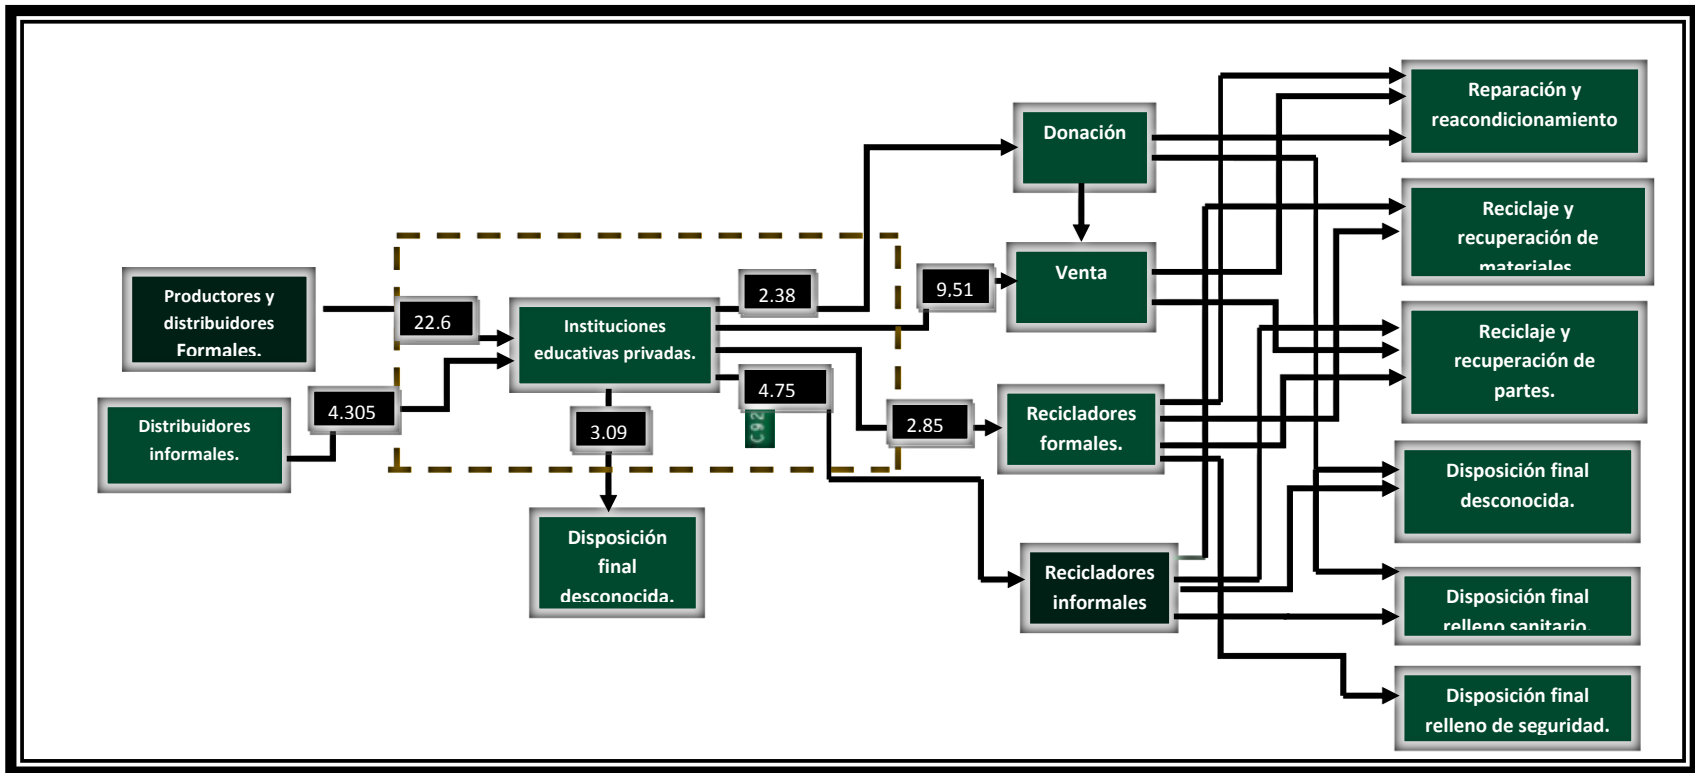 Productores y
distribuidores
Formales.
Distribuidores
informales.
22.6
4.305
Instituciones
educativas privadas.
2.38
9,51
4.75
C92
3.09
2.85
Disposición
final
desconocida.
Donación
Venta
Recicladores
formales.
Recicladores
informales
Reparación y
reacondicionamiento
Reciclaje y
recuperación de
materiales
Reciclaje y
recuperación de
partes.
Disposición final
desconocida.
Disposición final
relleno sanitario.
Disposición final
relleno de seguridad.